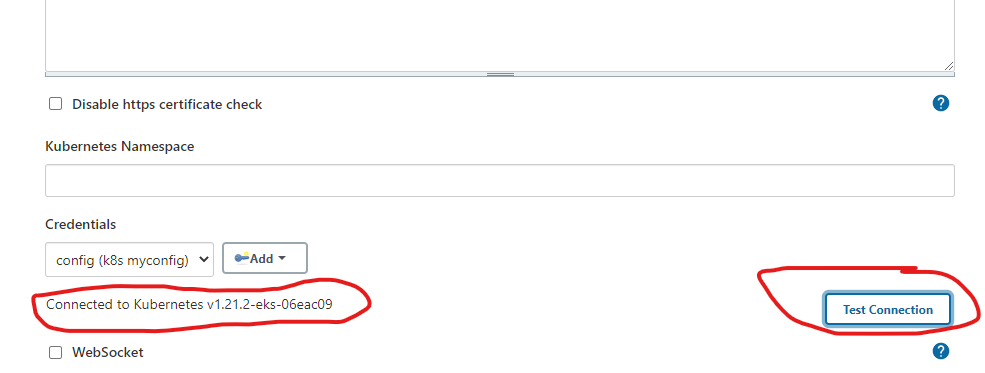 Disable https certificate check
?
Kubernetes Namespace
Credentials
config (k8s myconfig)
Add
Connected to Kubernetes v1.21.2-eks-06eac09
Test Connection
WebSocket
?